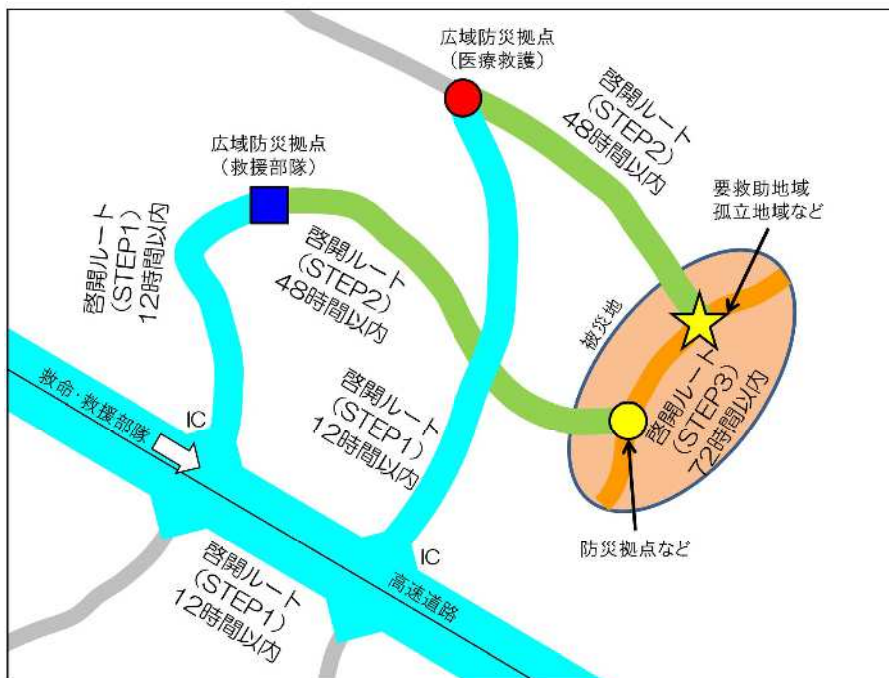 広域防災拠点
（医療救護）
広域防災拠点
（救援部隊）
啓開ルート
（STEP2）
48時間以内
要救助地域
孤立地域など
啓開ルート
（STEP1）
12時間以内
啓開ルート
（STEP2）
48時間以内
被災地
啓開ルート
（STEP3）
72時間以内
救命・救援部隊
IC
啓開ルート
（STEP1）
12時間以内
防災拠点など
IC
高速道路
啓開ルート
（STEP1）
12時間以内